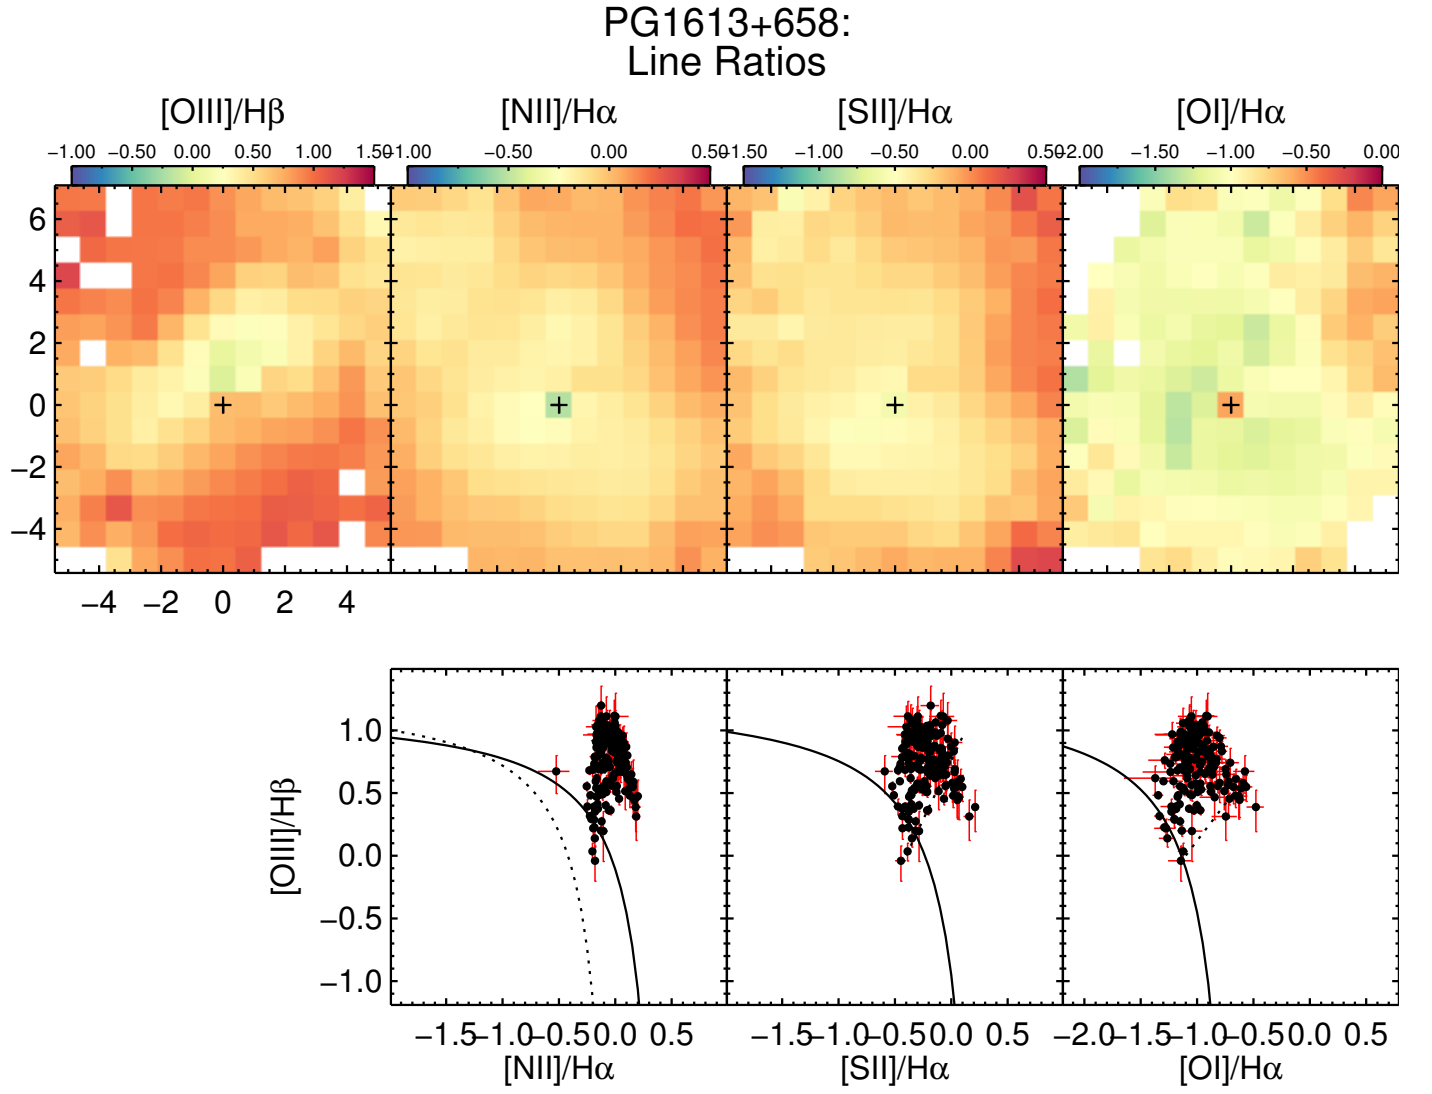 PG1613+658:
Line Ratios
[OIII]/Hβ [NII]/Hα [SII]/Hα [OI]/Hα
−1.00 −0.50 0.00 0.50 1.00 1.50 −1.00 −0.50 0.00 0.50 −1.50 −1.00 −0.50 0.00 0.50 −2.00 −1.50 −1.00 −0.50 0.00
6
4
2
0
−2
−4
−4 −2 0 2 4
1.0
0.5
0.0
−0.5
−1.0
[OIII]/Hβ
−1.5 −1.0 −0.5 0.0 0.5 −1.5 −1.0 −0.5 0.0 0.5 −2.0 −1.5 −1.0 −0.5 0.0 0.5
[NII]/Hα [SII]/Hα [OI]/Hα